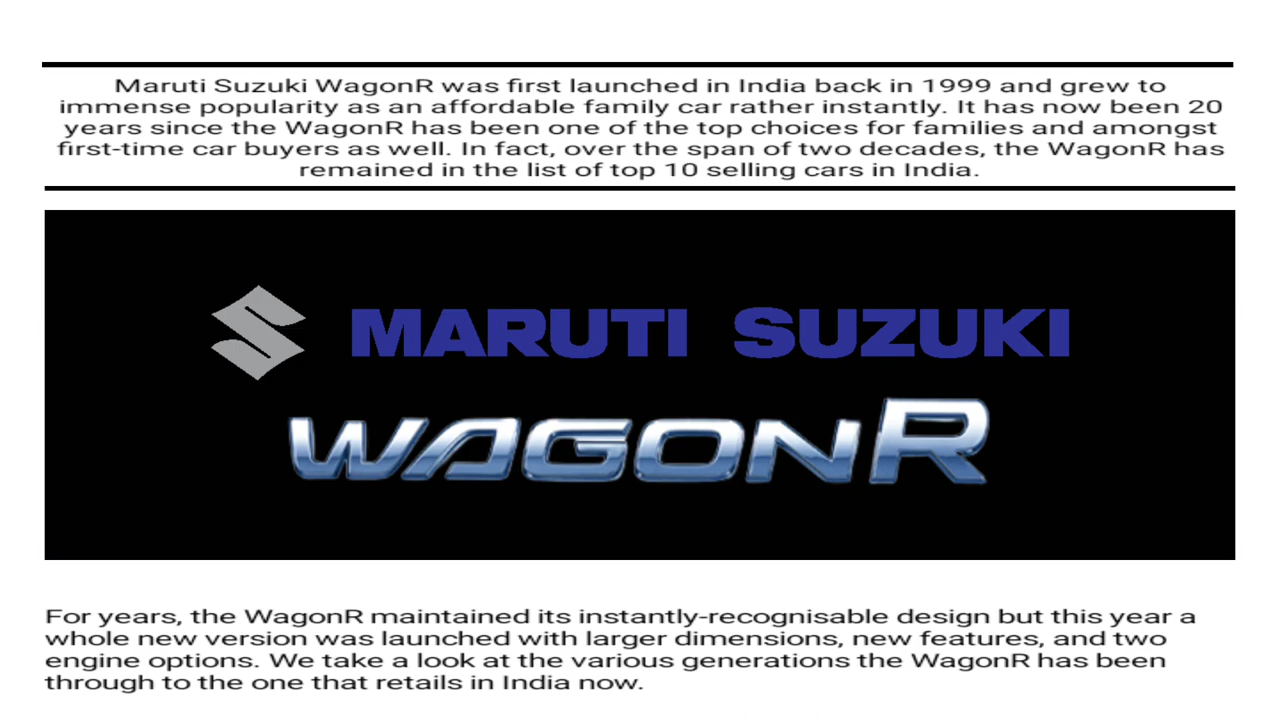 Maruti Suzuki WagonR was first launched in India back in 1999 and grew to
immense popularity as an affordable family car rather instantly. It has now been 20
years since the WagonR has been one of the top choices for families and amongst
first-time car buyers as well. In fact, over the span of two decades, the WagonR has
remained in the list of top 10 selling cars in India.
MARUTI SUZUKI
WAGONR
For years, the WagonR maintained its instantly-recognisable design but this year a
whole new version was launched with larger dimensions, new features, and two
engine options. We take a look at the various generations the WagonR has been
through to the one that retails in India now.